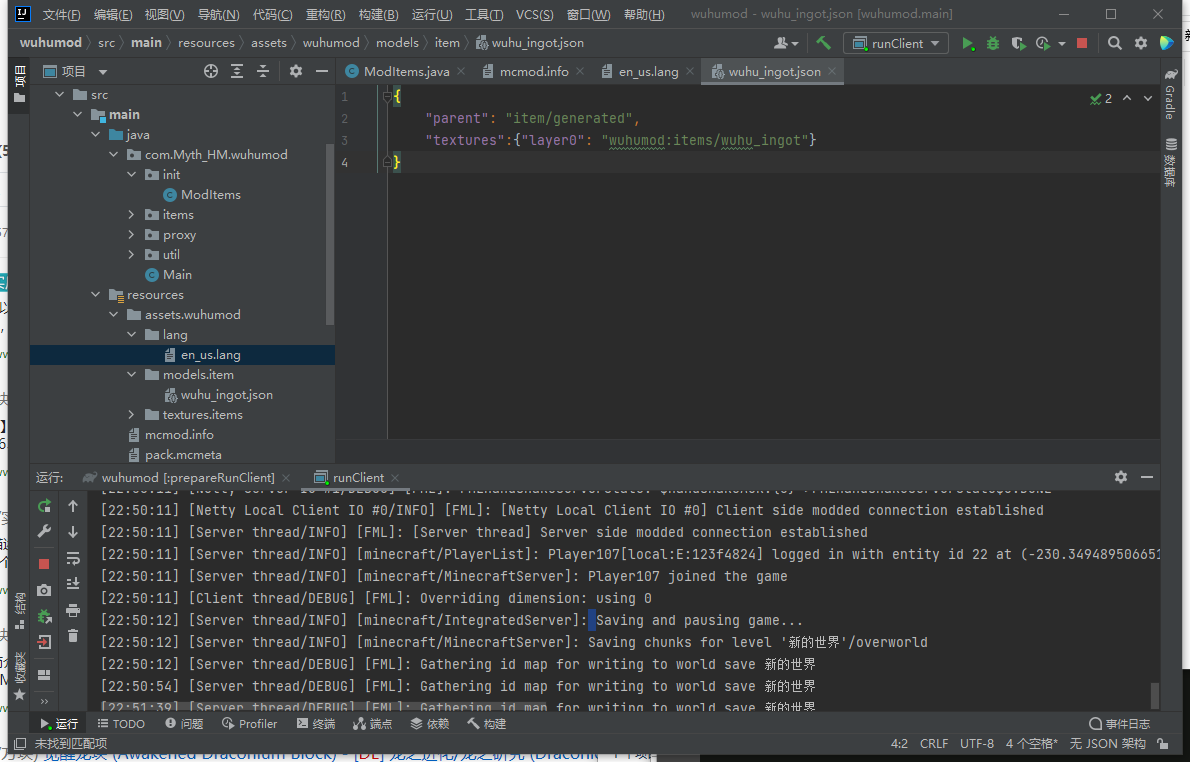 文件(F) 编辑(E) 视图(V) 导航(N) 代码(C) 重构(R) 构建(B) 运行(U) 工具(T) VCS(S) 窗口(W) 帮助(H) wuhumod - wuhu_ingot.json [wuhumod.main]
wuhumod src main resources assets wuhumod models item wuhu_ingot.json runClient
项目
项目
ModItems.java mcmod.info en_us.lang wuhu_ingot.json
Gradle
数据库
src
main
java
com.Myth_HM.wuhumod
init
ModItems
items
proxy
util
Main
resources
assets.wuhumod
lang
en_us.lang
models.item
wuhu_ingot.json
textures.items
mcmod.info
pack.mcmeta
1 {
2 "parent": "item/generated",
3 "textures":{"layer0": "wuhumod:items/wuhu_ingot"}
4 }
2
运行: wuhumod [:prepareRunClient] runClient
[22:50:11] [Netty Local Client IO #0/INFO] [FML]: [Netty Local Client IO #0] Client side modded connection established
[22:50:11] [Server thread/INFO] [FML]: [Server thread] Server side modded connection established
[22:50:11] [Server thread/INFO] [minecraft/PlayerList]: Player107[local:E:123f4824] logged in with entity id 22 at (-230.349489506651
[22:50:11] [Server thread/INFO] [minecraft/MinecraftServer]: Player107 joined the game
[22:50:11] [Client thread/DEBUG] [FML]: Overriding dimension: using 0
[22:50:12] [Server thread/INFO] [minecraft/IntegratedServer]: Saving and pausing game...
[22:50:12] [Server thread/INFO] [minecraft/MinecraftServer]: Saving chunks for level '新的世界'/overworld
[22:50:12] [Server thread/DEBUG] [FML]: Gathering id map for writing to world save 新的世界
[22:50:54] [Server thread/DEBUG] [FML]: Gathering id map for writing to world save 新的世界
[22:51:39] [Server thread/DEBUG] [FML]: Gathering id map for writing to world save 新的世界
结构
收藏夹
运行 TODO 问题 Profiler 终端 端点 依赖 构建 事件日志
未找到匹配项 4:2 CRLF UTF-8 4 个空格* 无 JSON 架构